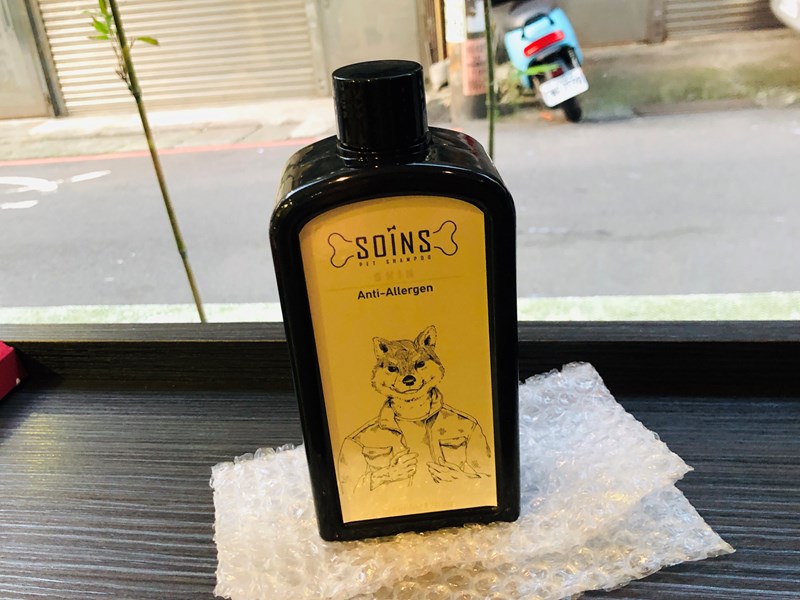 SOINS
PET SHAMPOO
Anti-Allergen